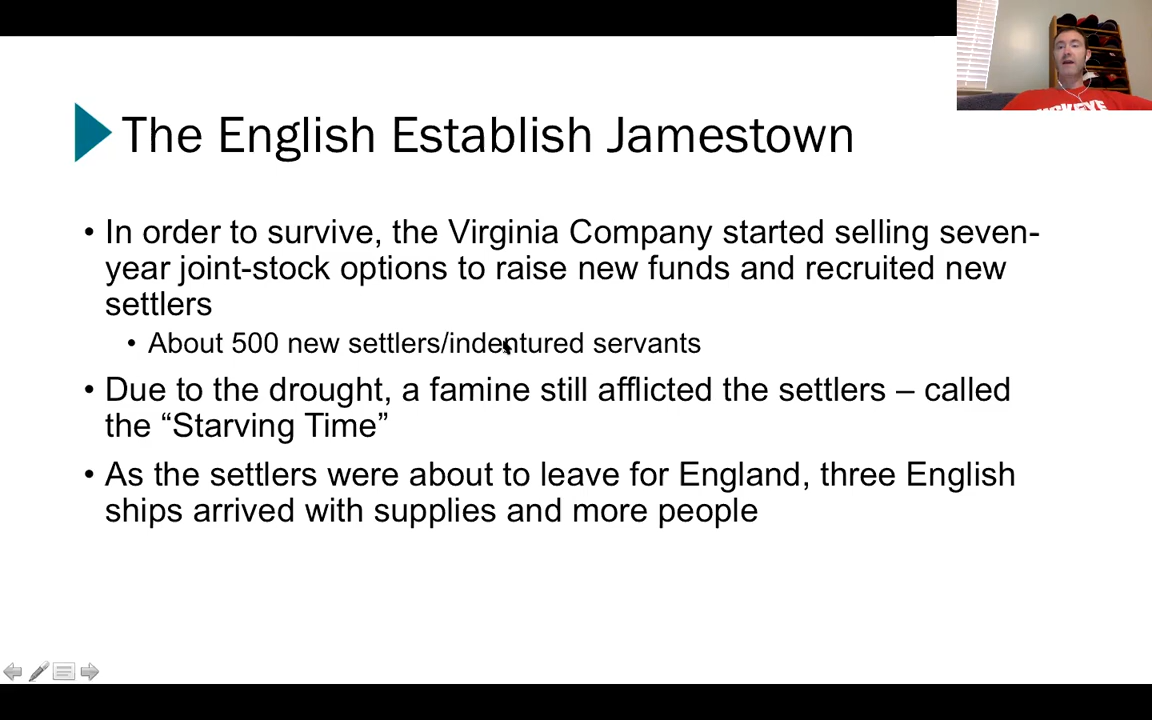 The English Establish Jamestown
• In order to survive, the Virginia Company started selling seven-
year joint-stock options to raise new funds and recruited new
settlers
• About 500 new settlers/indentured servants
• Due to the drought, a famine still afflicted the settlers – called
the “Starving Time”
• As the settlers were about to leave for England, three English
ships arrived with supplies and more people